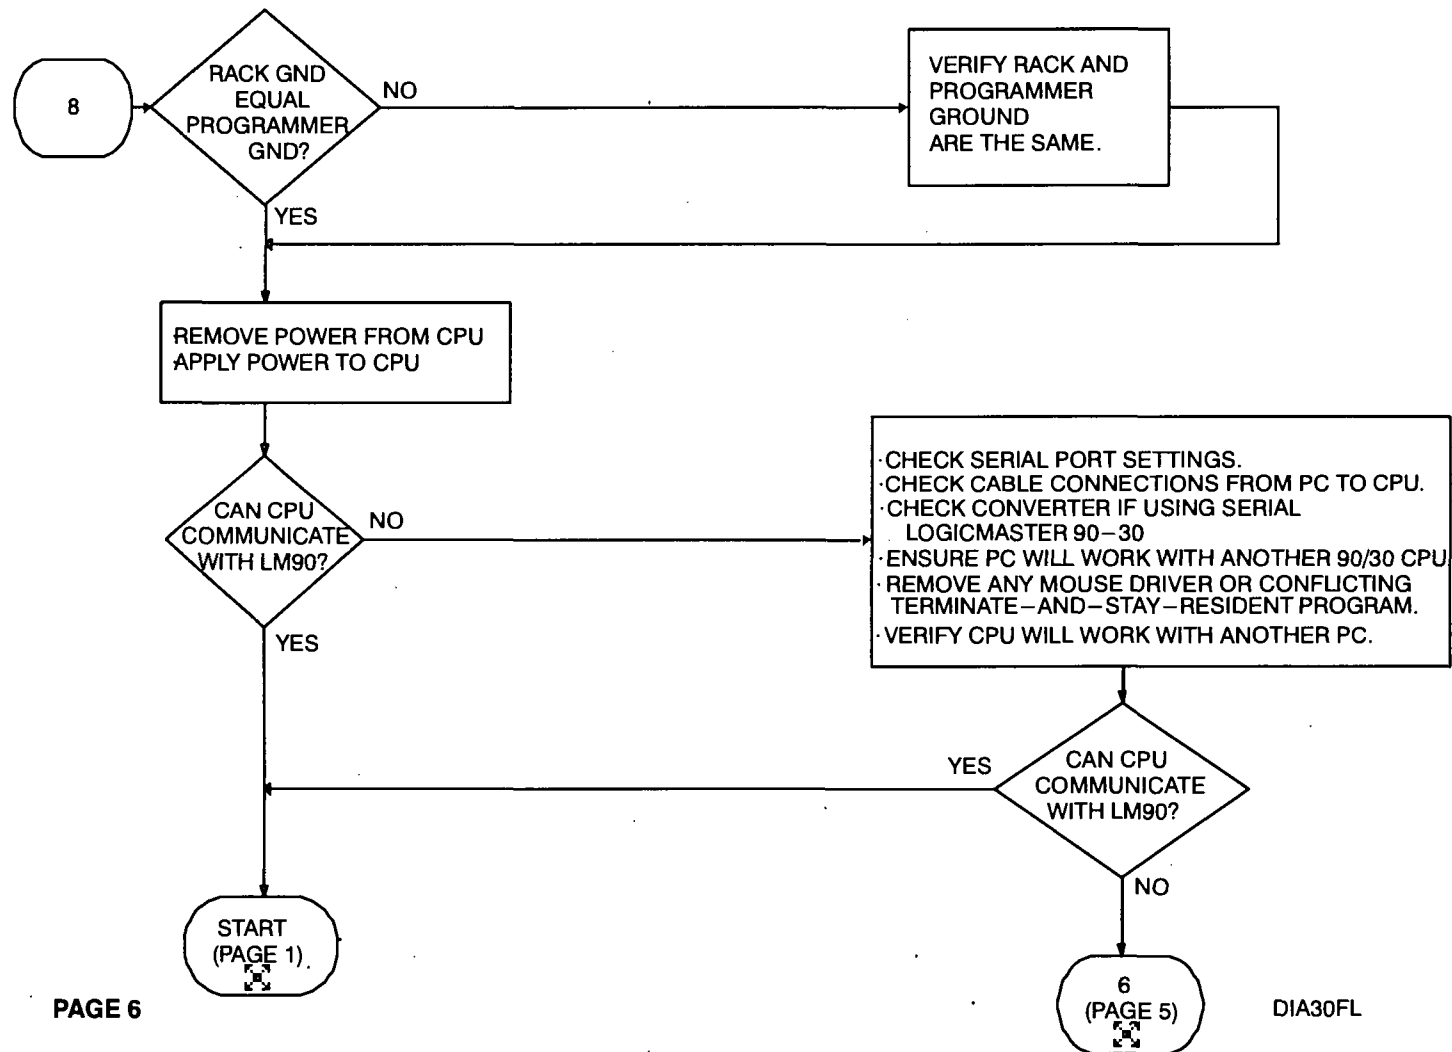 8
RACK GND
EQUAL
PROGRAMMER
GND?
NO
VERIFY RACK AND
PROGRAMMER
GROUND
ARE THE SAME.
YES
REMOVE POWER FROM CPU
APPLY POWER TO CPU
CAN CPU
COMMUNICATE
WITH LM90?
NO
·CHECK SERIAL PORT SETTINGS.
·CHECK CABLE CONNECTIONS FROM PC TO CPU.
·CHECK CONVERTER IF USING SERIAL
LOGICMASTER 90–30
·ENSURE PC WILL WORK WITH ANOTHER 90/30 CPU
·REMOVE ANY MOUSE DRIVER OR CONFLICTING
TERMINATE–AND–STAY–RESIDENT PROGRAM.
·VERIFY CPU WILL WORK WITH ANOTHER PC.
YES
YES
CAN CPU
COMMUNICATE
WITH LM90?
NO
START
(PAGE 1)
6
(PAGE 5)
PAGE 6
DIA30FL